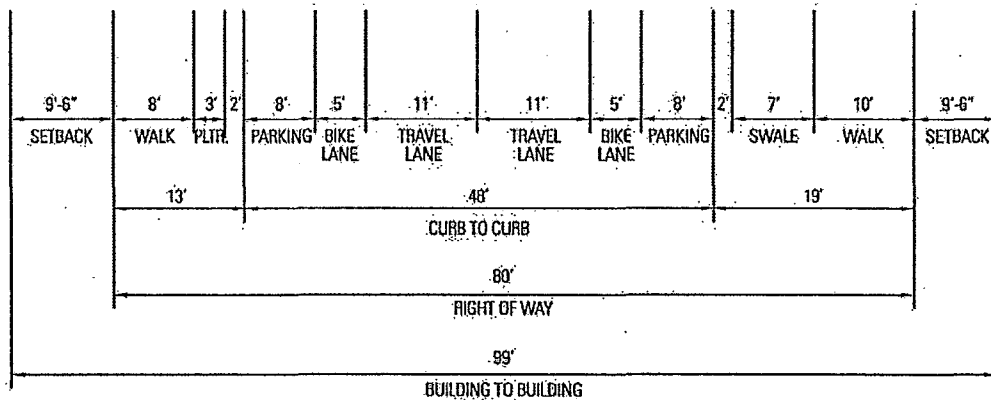 9'-6" 8' 3' 2' 8' 5' 11' 11' 5' 8' 2' 7' 10' 9'-6"
SETBACK WALK PLTR. PARKING BIKE LANE TRAVEL LANE TRAVEL LANE BIKE LANE PARKING SWALE WALK SETBACK
13' 48' 19'
CURB TO CURB
80'
RIGHT OF WAY
99'
BUILDING TO BUILDING